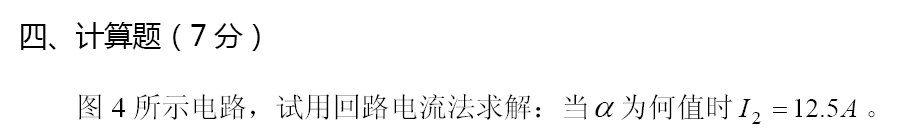 四、计算题（7 分）
图 4 所示电路，试用回路电流法求解：当 α 为何值时 I₂ = 12.5A 。